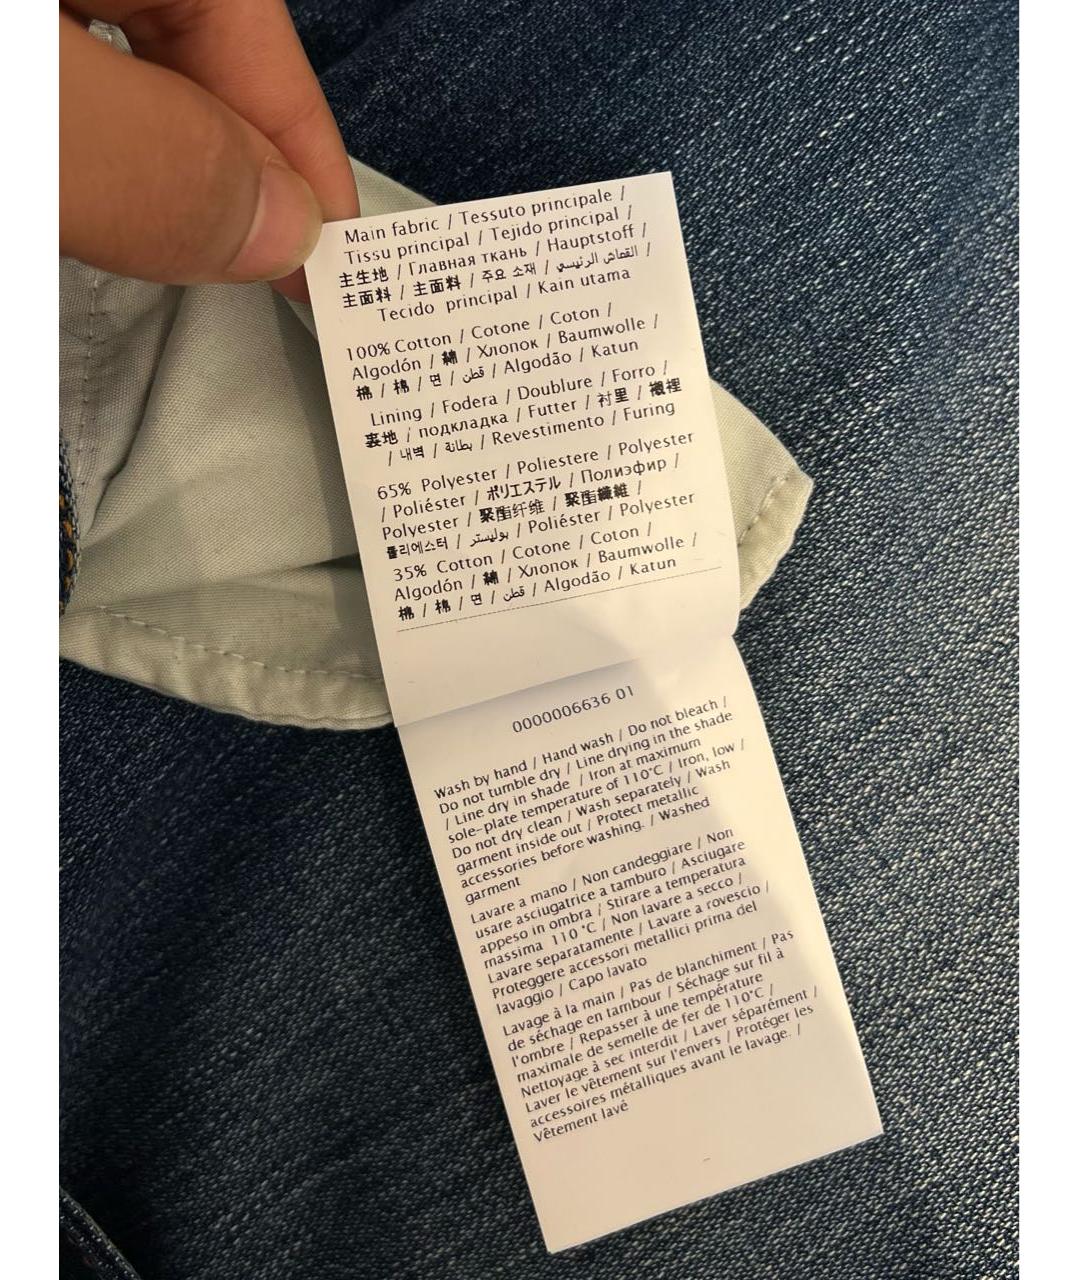 Main fabric / Tessuto principale /
Tissu principal / Tejido principal /
主生地 / Главная ткань / Hauptstoff /
主面料 / 主面料 / 주요 소재 / القماش الرئيسي /
Tecido principal / Kain utama
100% Cotton / Cotone / Coton /
Algodón / 綿 / Хлопок / Baumwolle /
棉 / 棉 / 면 / قطن / Algodão / Katun
Lining / Fodera / Doublure / Forro /
裏地 / подкладка / Futter / 衬里 / 襯裡
/ 내벽 / بطانة / Revestimento / Furing
65% Polyester / Poliestere / Polyester
/ Poliéster / ポリエステル / Полиэфир /
Polyester / 聚酯纤维 / 聚酯纖維 /
폴리에스터 / بوليستر / Poliéster / Polyester
35% Cotton / Cotone / Coton /
Algodón / 綿 / Хлопок / Baumwolle /
棉 / 棉 / 면 / قطن / Algodão / Katun
0000006636 01
Wash by hand / Hand wash / Do not bleach /
Do not tumble dry / Line drying in the shade
/ Line dry in shade / Iron at maximum
sole-plate temperature of 110°C / Iron, low /
Do not dry clean / Wash separately / Wash
garment inside out / Protect metallic
accessories before washing. / Washed
garment
Lavare a mano / Non candeggiare / Non
usare asciugatrice a tamburo / Asciugare
appeso in ombra / Stirare a temperatura
massima 110 °C / Non lavare a secco /
Lavare separatamente / Lavare a rovescio /
Proteggere accessori metallici prima del
lavaggio / Capo lavato
Lavage à la main / Pas de blanchiment / Pas
de séchage en tambour / Séchage sur fil à
l'ombre / Repasser à une température
maximale de semelle de fer de 110°C /
Nettoyage à sec interdit / Laver séparément /
Laver le vêtement sur l'envers / Protéger les
accessoires métalliques avant le lavage. /
Vêtement lavé